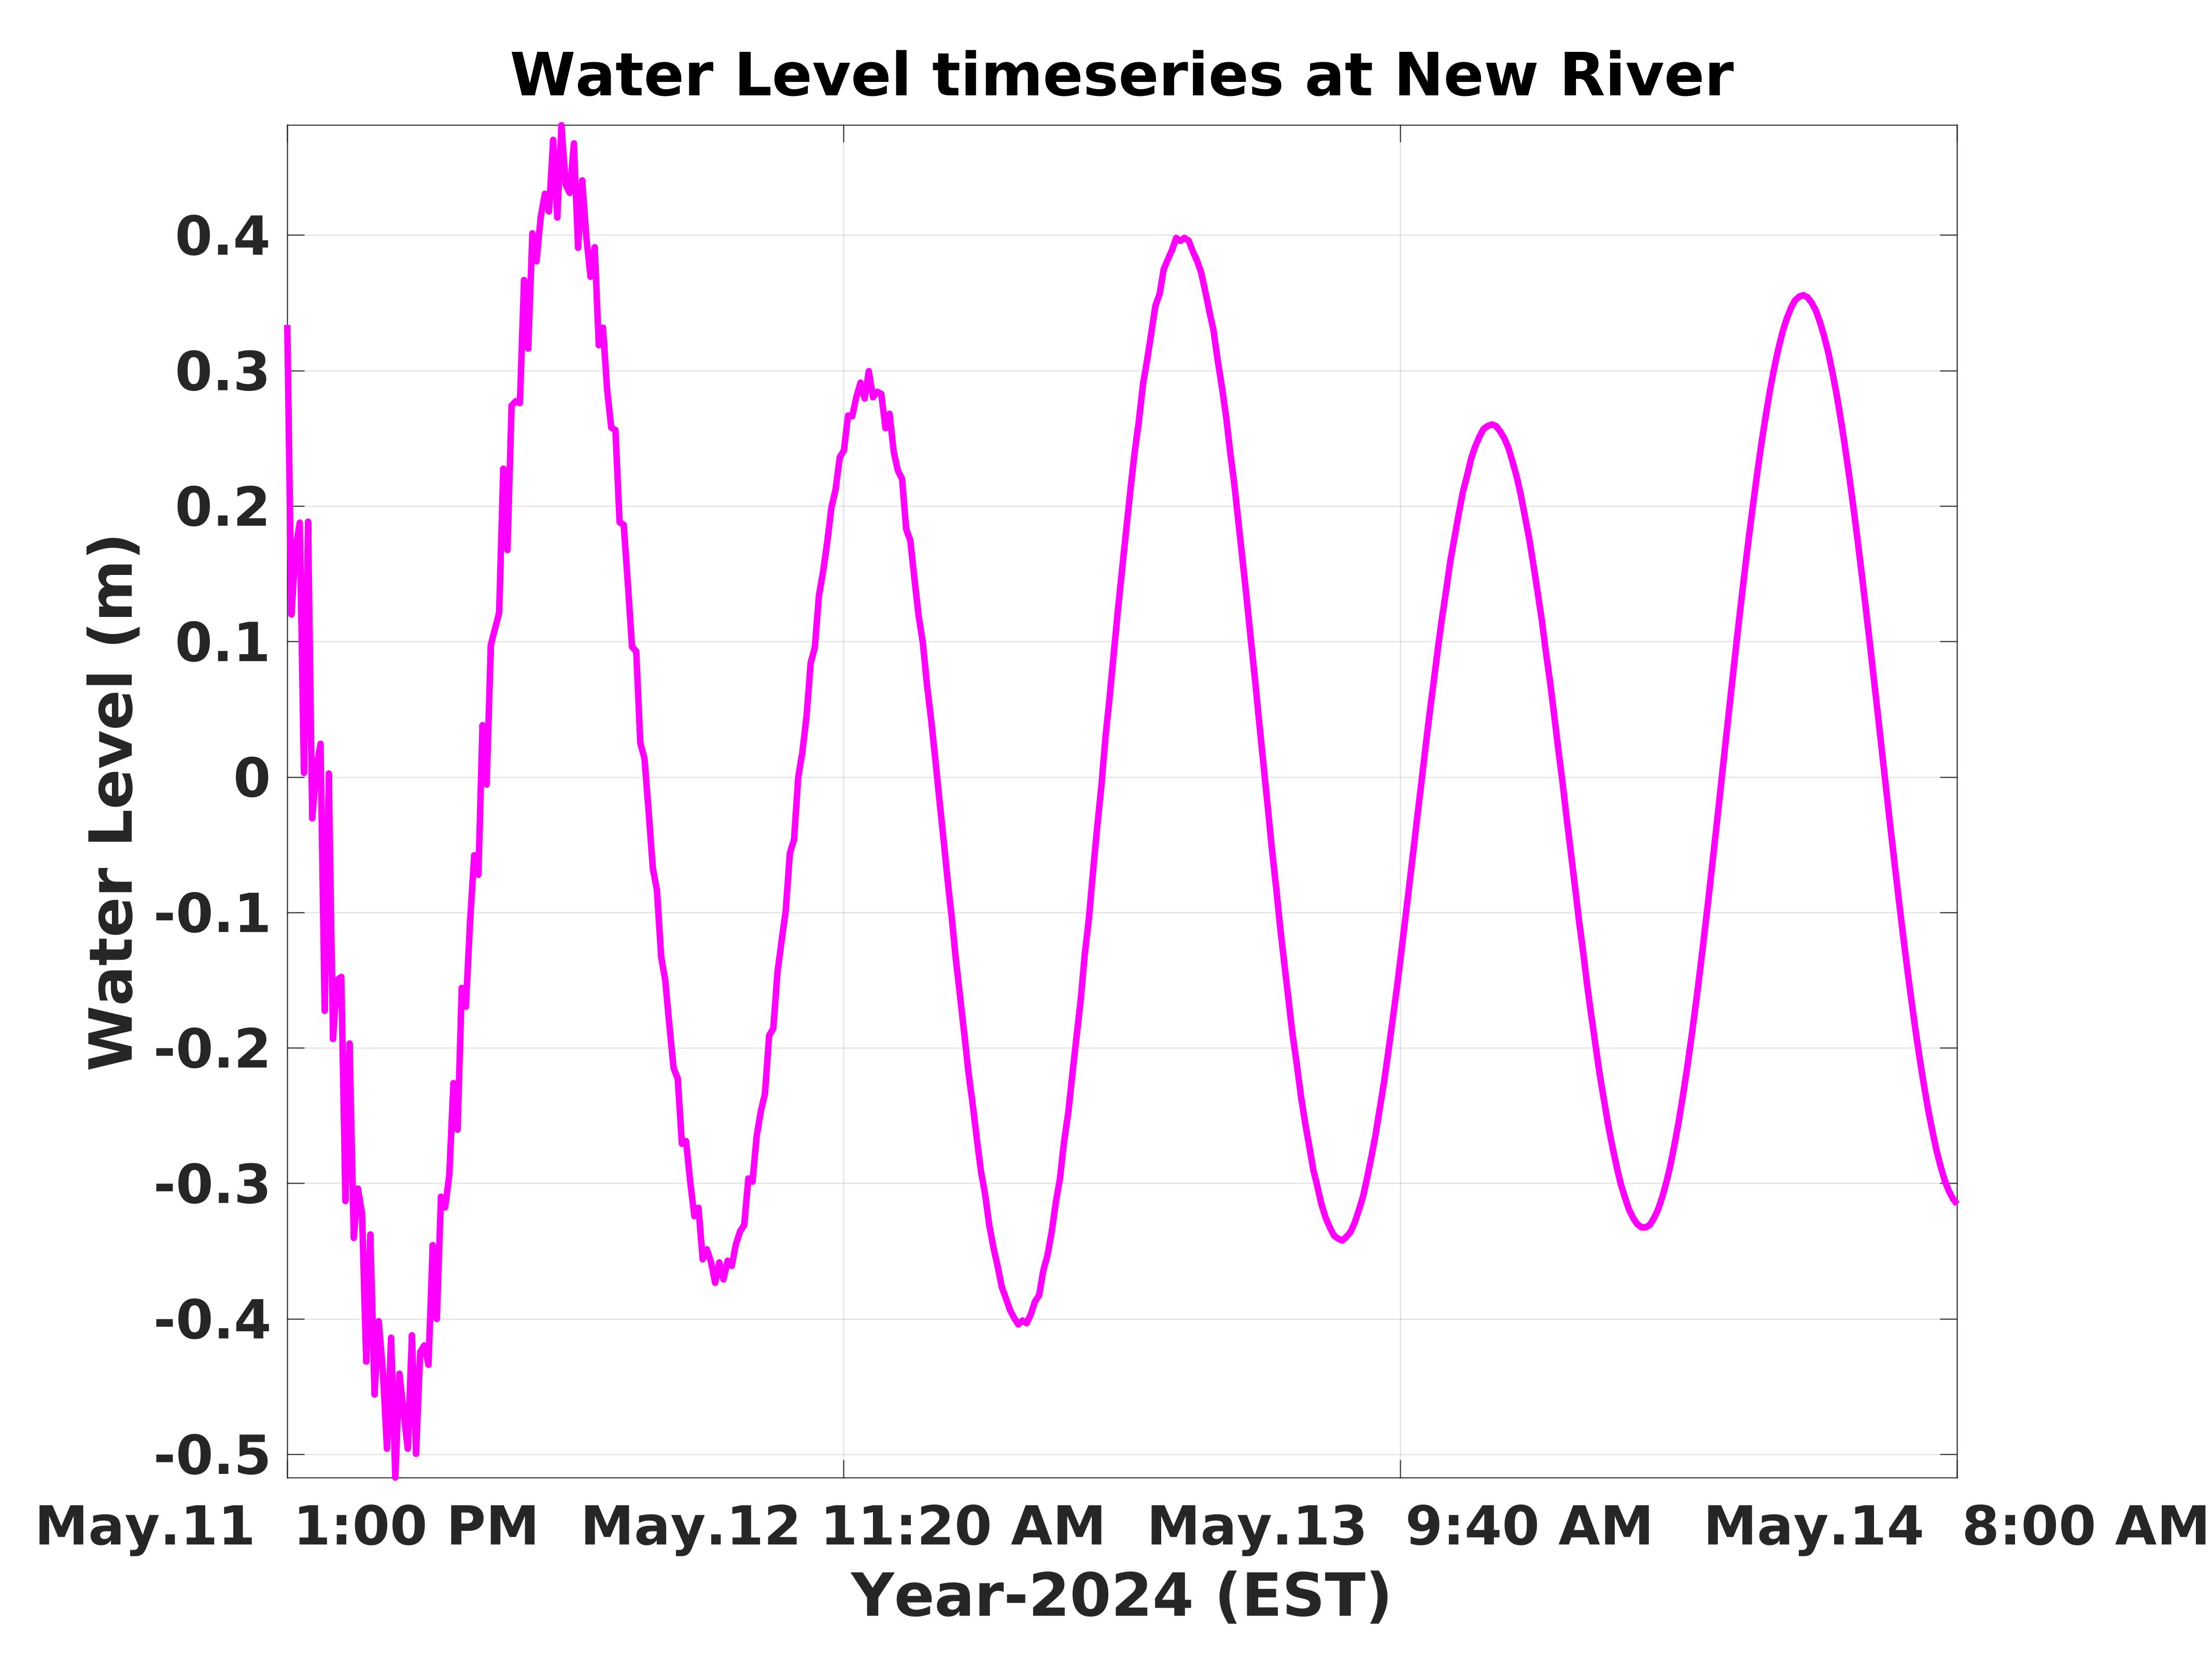 Water Level timeseries at New River
Water Level (m)
0.4
0.3
0.2
0.1
0
-0.1
-0.2
-0.3
-0.4
-0.5
May.11 1:00 PM May.12 11:20 AM May.13 9:40 AM May.14 8:00 AM
Year-2024 (EST)